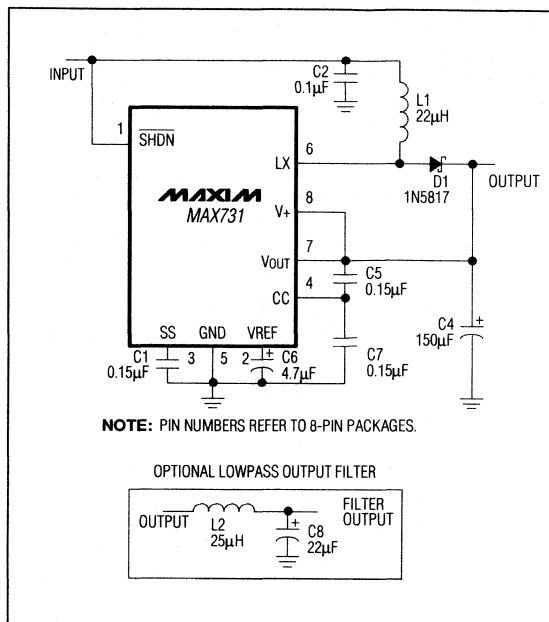 INPUT
C2
0.1µF
L1
22µH
1
SHDN
6
LX
D1
1N5817
OUTPUT
MAXIM
MAX731
8
V+
7
VOUT
4
CC
C5
0.15µF
C4
150µF
+
SS GND VREF
C1
0.15µF
3 5 2
+
C6
4.7µF
C7
0.15µF
NOTE: PIN NUMBERS REFER TO 8-PIN PACKAGES.
OPTIONAL LOWPASS OUTPUT FILTER
OUTPUT
L2
25µH
+
C8
22µF
FILTER
OUTPUT